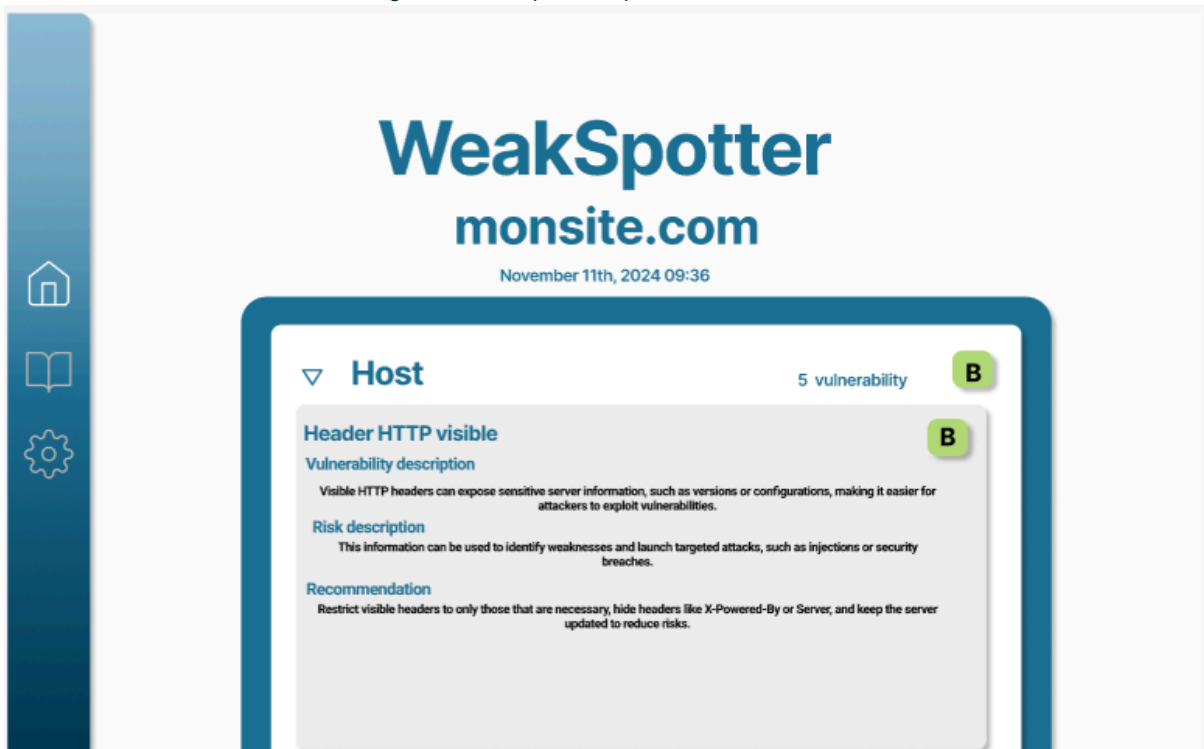 WeakSpotter
monsite.com
November 11th, 2024 09:36
Host
5 vulnerability
B
Header HTTP visible
B
Vulnerability description
Visible HTTP headers can expose sensitive server information, such as versions or configurations, making it easier for
attackers to exploit vulnerabilities.
Risk description
This information can be used to identify weaknesses and launch targeted attacks, such as injections or security
breaches.
Recommendation
Restrict visible headers to only those that are necessary, hide headers like X-Powered-By or Server, and keep the server
updated to reduce risks.